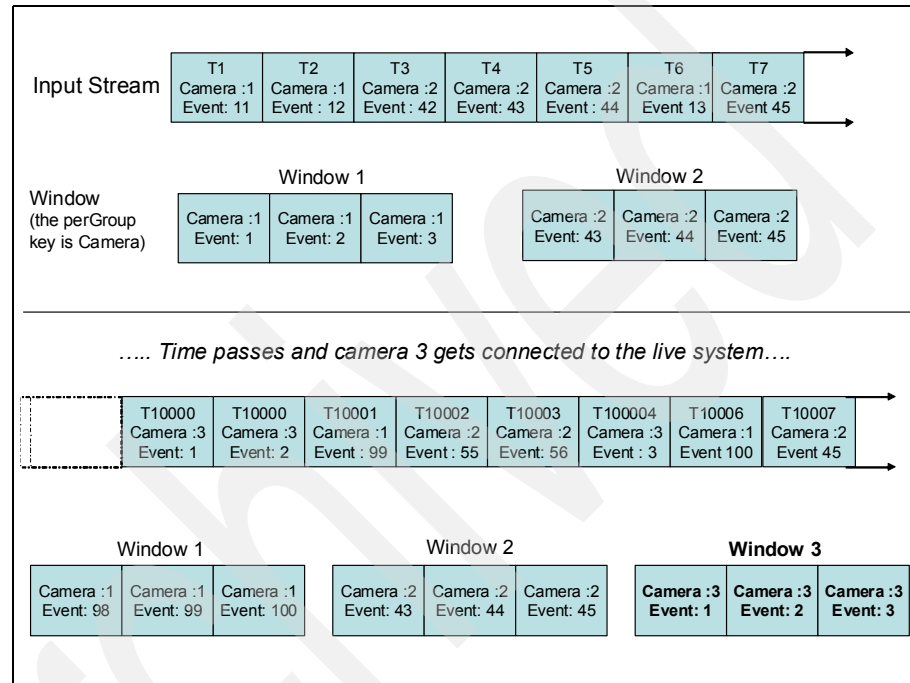 Input Stream
T1 T2 T3 T4 T5 T6 T7
Camera :1 Camera :1 Camera :2 Camera :2 Camera :2 Camera :1 Camera :2
Event: 11 Event : 12 Event : 42 Event : 43 Event : 44 Event 13 Event 45
Window 1 Window 2
Window
(the perGroup
key is Camera)
Camera :1 Camera :1 Camera :1 Camera :2 Camera :2 Camera :2
Event: 1 Event: 2 Event: 3 Event: 43 Event: 44 Event: 45
..... Time passes and camera 3 gets connected to the live system....
T10000 T10000 T10001 T10002 T10003 T100004 T10006 T10007
Camera :3 Camera :3 Camera :1 Camera :2 Camera :2 Camera :3 Camera :1 Camera :2
Event: 1 Event: 2 Event : 99 Event: 55 Event: 56 Event : 3 Event 100 Event 45
Window 1 Window 2 Window 3
Camera :1 Camera :1 Camera :1 Camera :2 Camera :2 Camera :2 Camera :3 Camera :3 Camera :3
Event: 98 Event: 99 Event: 100 Event: 43 Event: 44 Event: 45 Event: 1 Event: 2 Event: 3